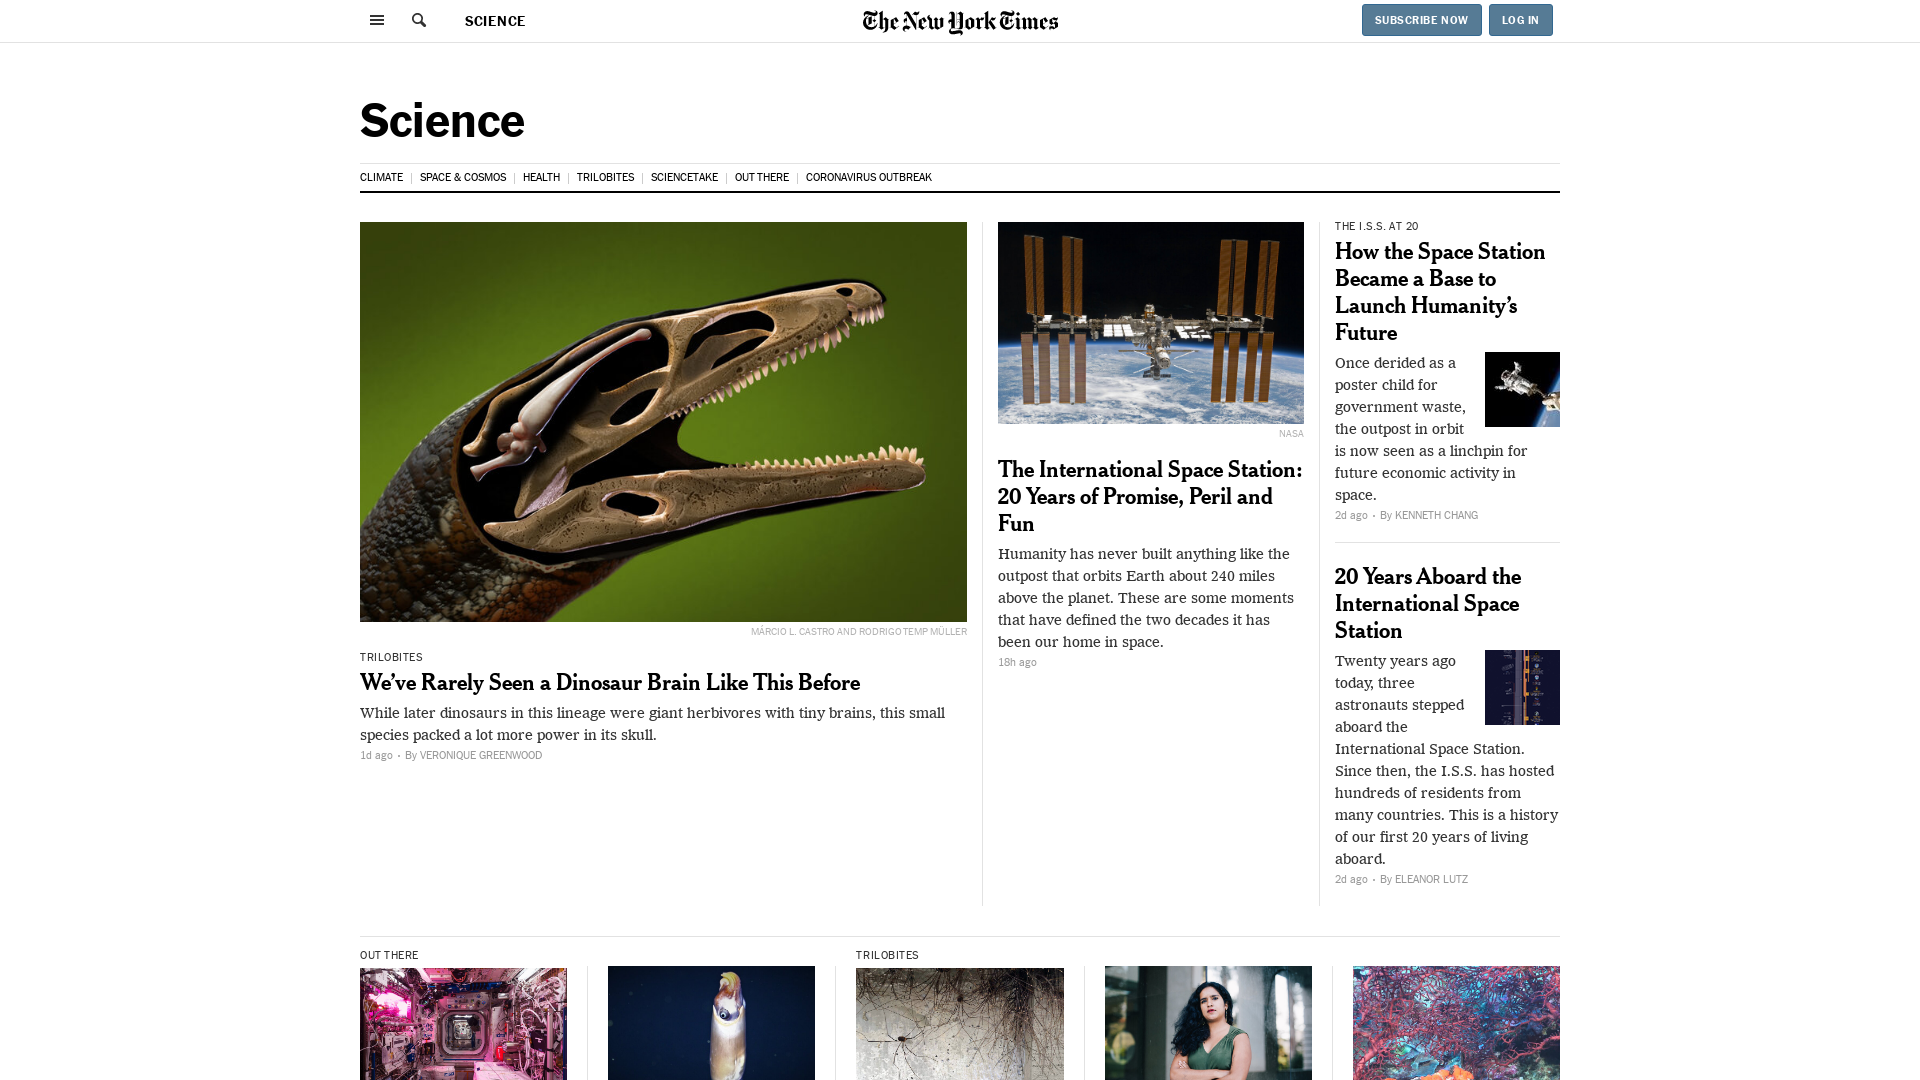 SCIENCE
The New York Times
SUBSCRIBE NOW
LOG IN
Science
CLIMATE
SPACE & COSMOS
HEALTH
TRILOBITES
SCIENCETAKE
OUT THERE
CORONAVIRUS OUTBREAK
MÁRCIO L. CASTRO AND RODRIGO TEMP MÜLLER
TRILOBITES
We’ve Rarely Seen a Dinosaur Brain Like This Before
While later dinosaurs in this lineage were giant herbivores with tiny brains, this small
species packed a lot more power in its skull.
1d ago • By VERONIQUE GREENWOOD
NASA
The International Space Station:
20 Years of Promise, Peril and
Fun
Humanity has never built anything like the
outpost that orbits Earth about 240 miles
above the planet. These are some moments
that have defined the two decades it has
been our home in space.
18h ago
THE I.S.S. AT 20
How the Space Station
Became a Base to
Launch Humanity’s
Future
Once derided as a
poster child for
government waste,
the outpost in orbit
is now seen as a linchpin for
future economic activity in
space.
2d ago • By KENNETH CHANG
20 Years Aboard the
International Space
Station
Twenty years ago
today, three
astronauts stepped
aboard the
International Space Station.
Since then, the I.S.S. has hosted
hundreds of residents from
many countries. This is a history
of our first 20 years of living
aboard.
2d ago • By ELEANOR LUTZ
OUT THERE
TRILOBITES